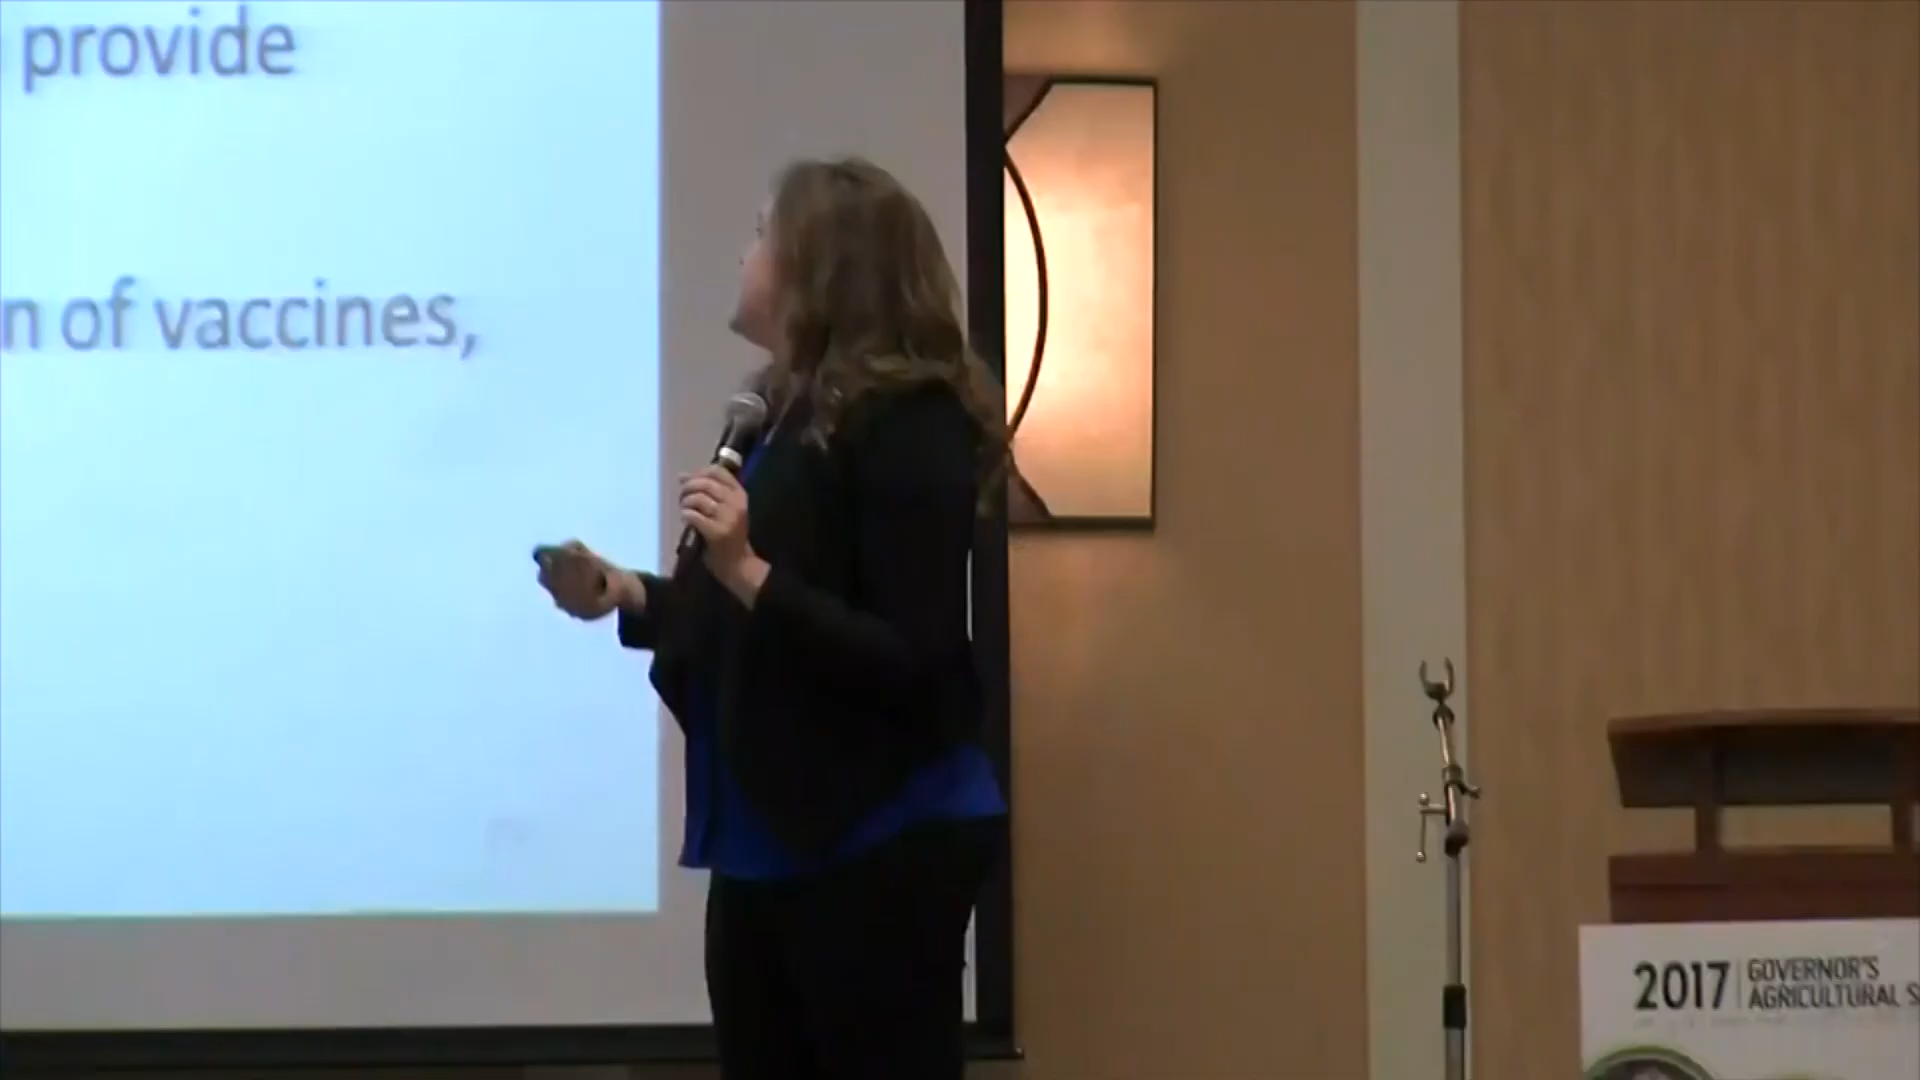 provide
n of vaccines,
2017
GOVERNOR'S
AGRICULTURAL S